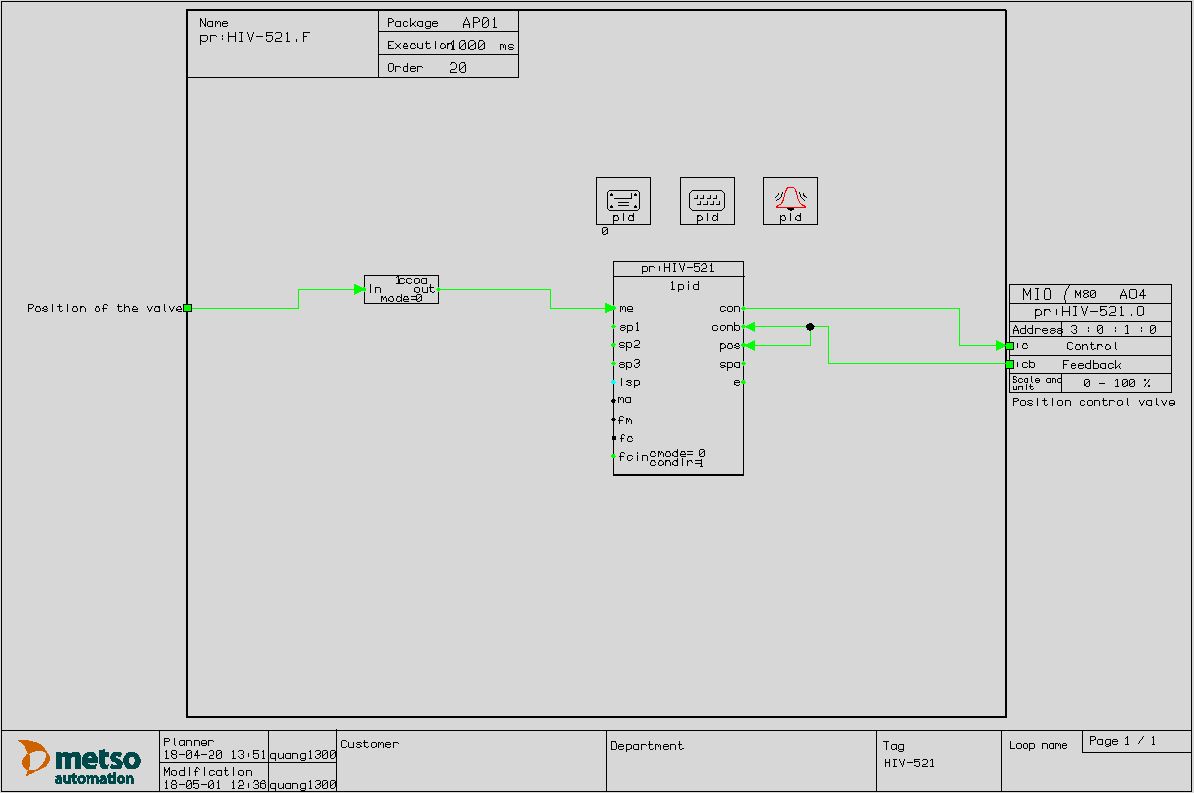 Name
pr:HIV-521.F
Package AP01
Execution 1000 ms
Order 20
pid
0
pid
pid
Position of the valve
1ccoa
in out
mode=0
pr:HIV-521
1pid
me con
sp1 conb
sp2 pos
sp3 spa
lsp e
ma
fm
fc
fcin cmode= 0
condir=1
MIO / M80 AO4
pr:HIV-521.O
Address 3 : 0 : 1 : 0
:c Control
:cb Feedback
Scale and
unit 0 - 100 %
Position control valve
metso
automation
Planner
18-04-20 13:51 quang1300
Modification
18-05-01 12:36 quang1300
Customer
Department
Tag
HIV-521
Loop name
Page 1 / 1